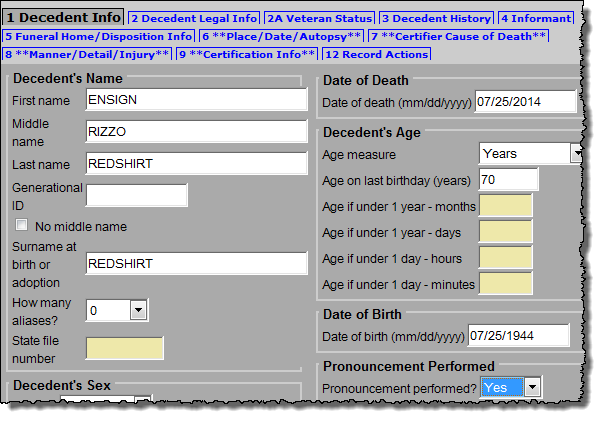 1 Decedent Info 2 Decedent Legal Info 2A Veteran Status 3 Decedent History 4 Informant
5 Funeral Home/Disposition Info 6 **Place/Date/Autopsy** 7 **Certifier Cause of Death**
8 **Manner/Detail/Injury** 9 **Certification Info** 12 Record Actions
Decedent's Name
First name ENSIGN
Middle
name RIZZO
Last name REDSHIRT
Generational
ID
No middle name
Surname at
birth or REDSHIRT
adoption
How many
aliases? 0
State file
number
Decedent's Sex
Date of Death
Date of death (mm/dd/yyyy) 07/25/2014
Decedent's Age
Age measure Years
Age on last birthday (years) 70
Age if under 1 year - months
Age if under 1 year - days
Age if under 1 day - hours
Age if under 1 day - minutes
Date of Birth
Date of birth (mm/dd/yyyy) 07/25/1944
Pronouncement Performed
Pronouncement performed? Yes